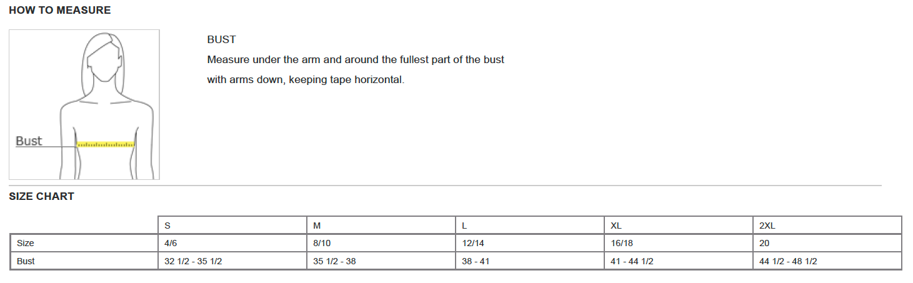 HOW TO MEASURE
Bust
BUST
Measure under the arm and around the fullest part of the bust
with arms down, keeping tape horizontal.
SIZE CHART
S M L XL 2XL
Size 4/6 8/10 12/14 16/18 20
Bust 32 1/2 - 35 1/2 35 1/2 - 38 38 - 41 41 - 44 1/2 44 1/2 - 48 1/2